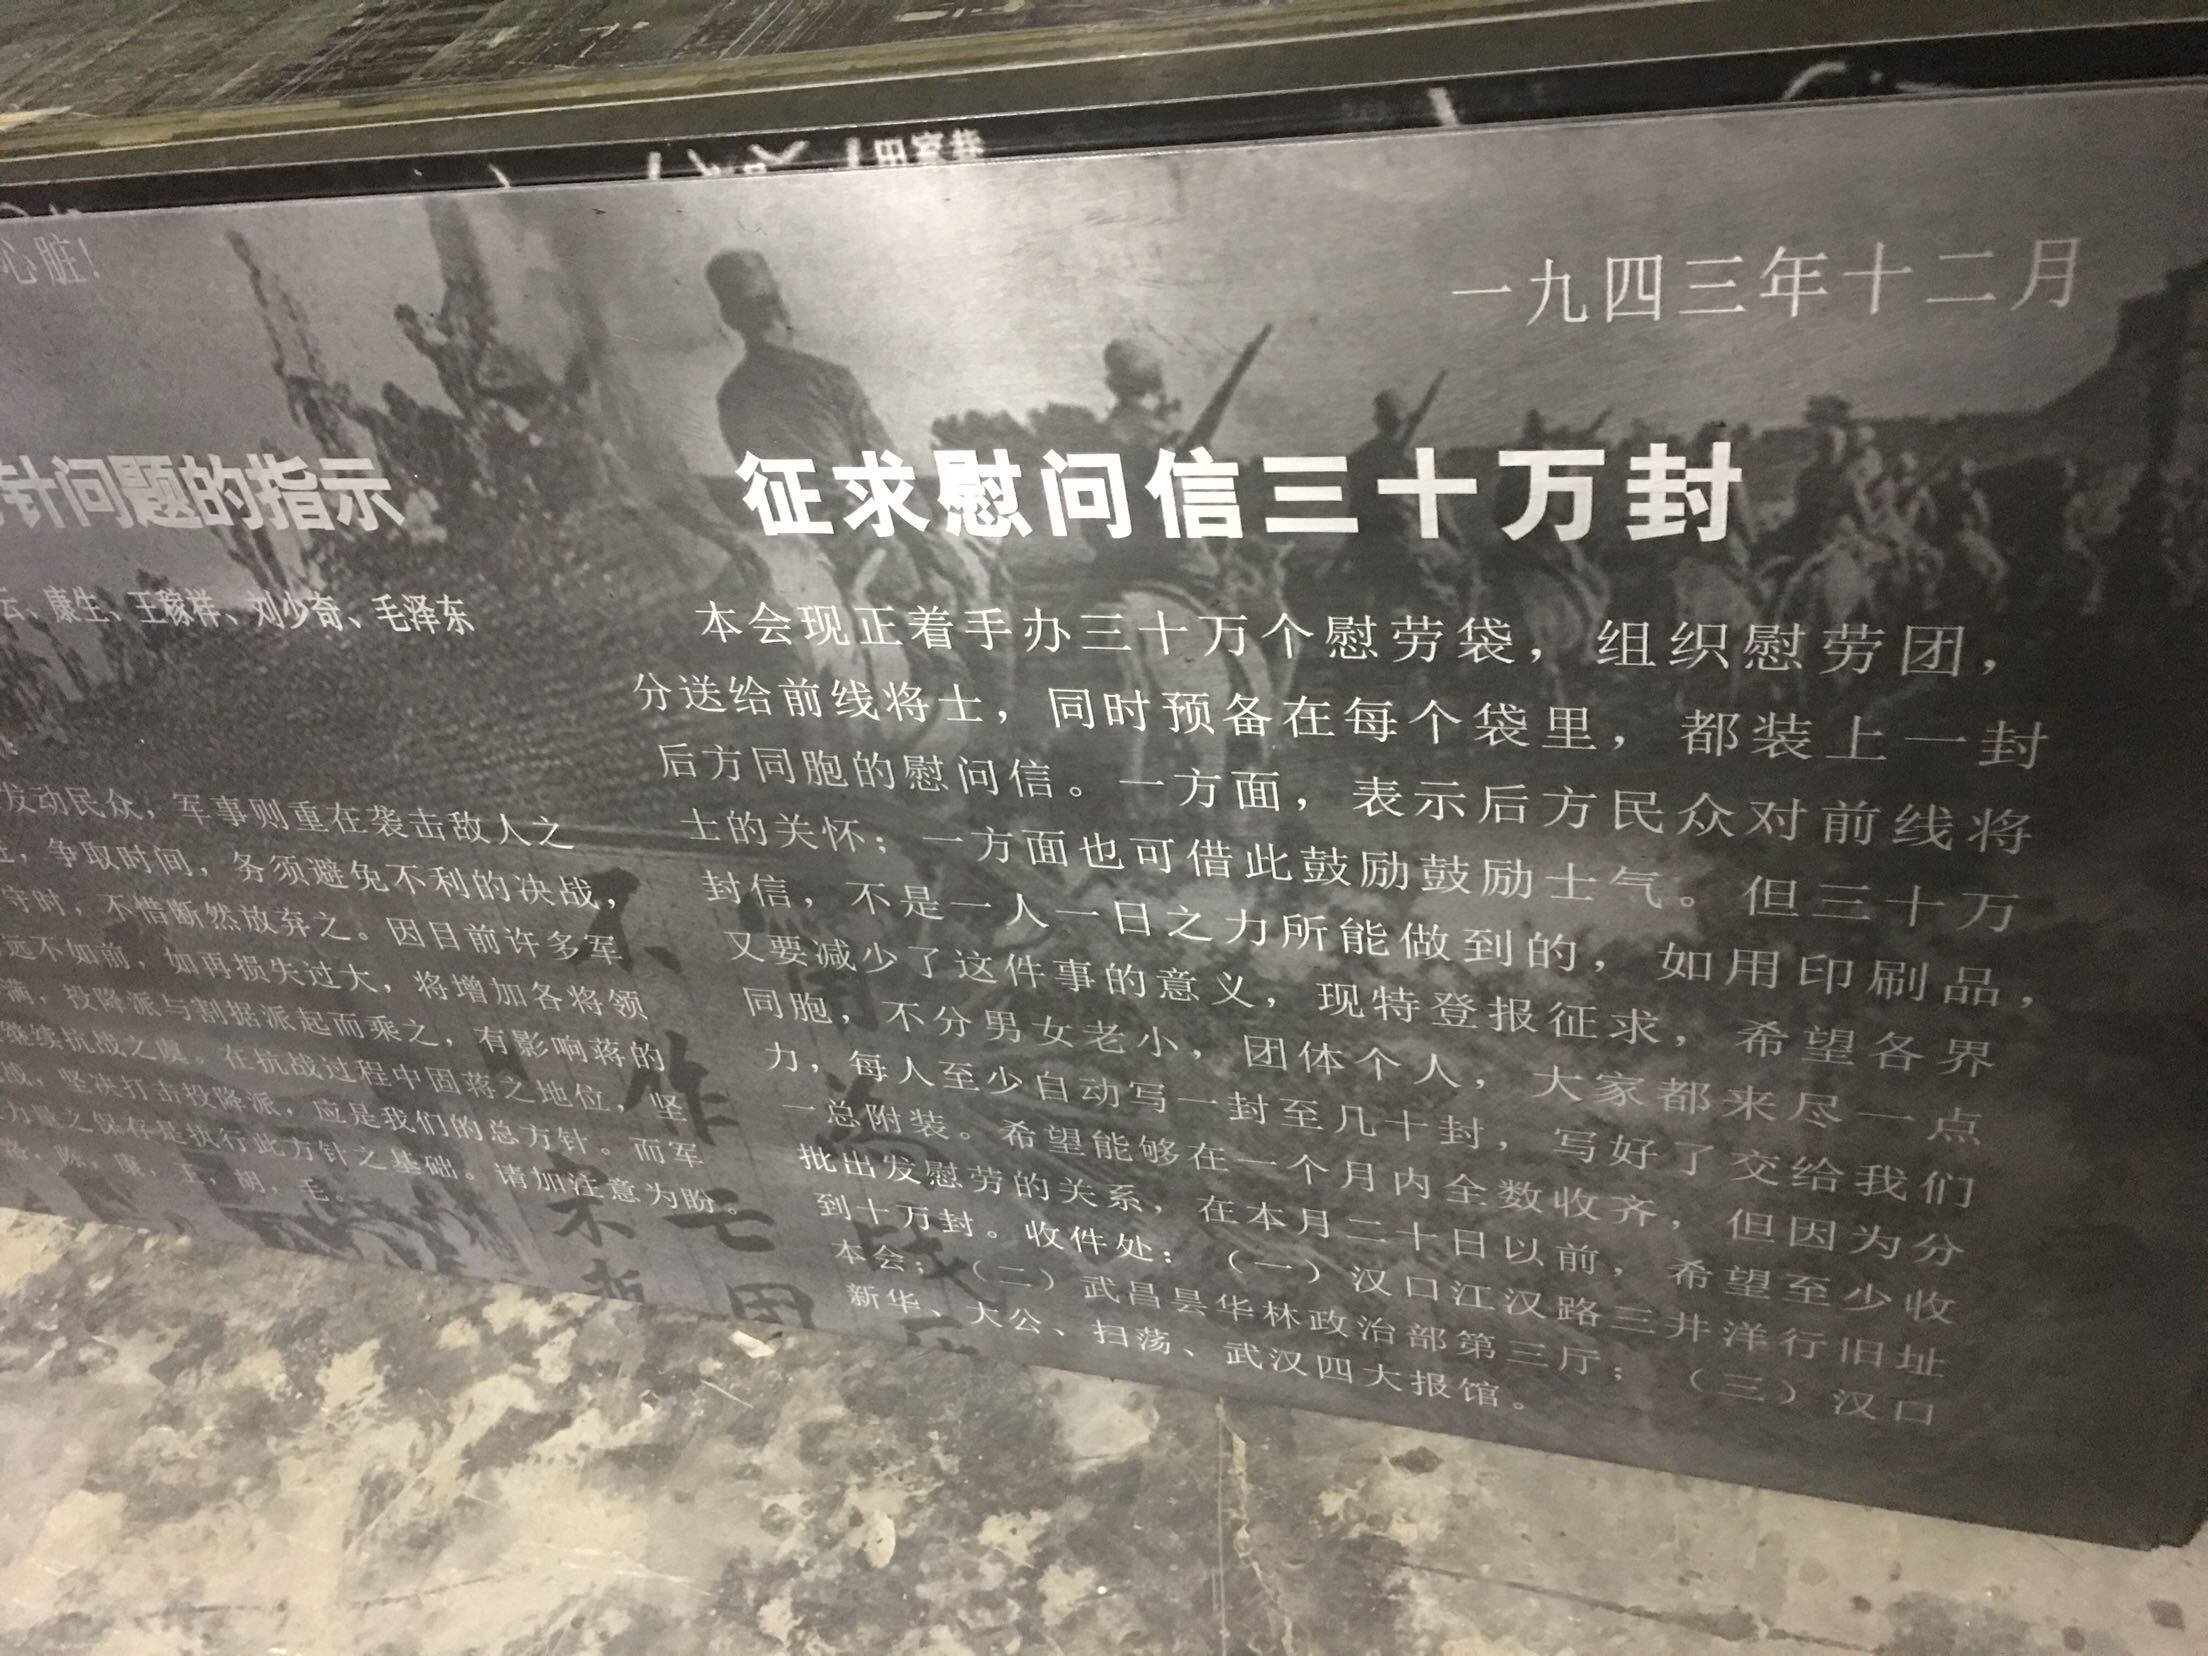 田家巷
心脏!
一九四三年十二月
针问题的指示
云、康生、王稼祥、刘少奇、毛泽东
发动民众，军事则重在袭击敌人之
，争取时间，务须避免不利的决战，
守时，不惜断然放弃之。因目前许多军
远不如前，如再损失过大，将增加各将领
满，投降派与割据派起而乘之，有影响蒋的
继续抗战之虞。在抗战过程中固蒋之地位，坚
战，坚决打击投降派，应是我们的总方针。而军
力量之保存是执行此方针之基础。请加注意为盼。
洛，陈，康，王，胡，毛。
征求慰问信三十万封
本会现正着手办三十万个慰劳袋，组织慰劳团，
分送给前线将士，同时预备在每个袋里，都装上一封
后方同胞的慰问信。一方面，表示后方民众对前线将
士的关怀；一方面也可借此鼓励鼓励士气。但三十万
封信，不是一人一日之力所能做到的，如用印刷品，
又要减少了这件事的意义，现特登报征求，希望各界
同胞，不分男女老小，团体个人，大家都来尽一点
力，每人至少自动写一封至几十封，写好了交给我们
一总附装。希望能够在一个月内全数收齐，但因为分
批出发慰劳的关系，在本月二十日以前，希望至少收
到十万封。收件处：（一）汉口江汉路三井洋行旧址
本会；（二）武昌昙华林政治部第三厅；（三）汉口
新华、大公、扫荡、武汉四大报馆。